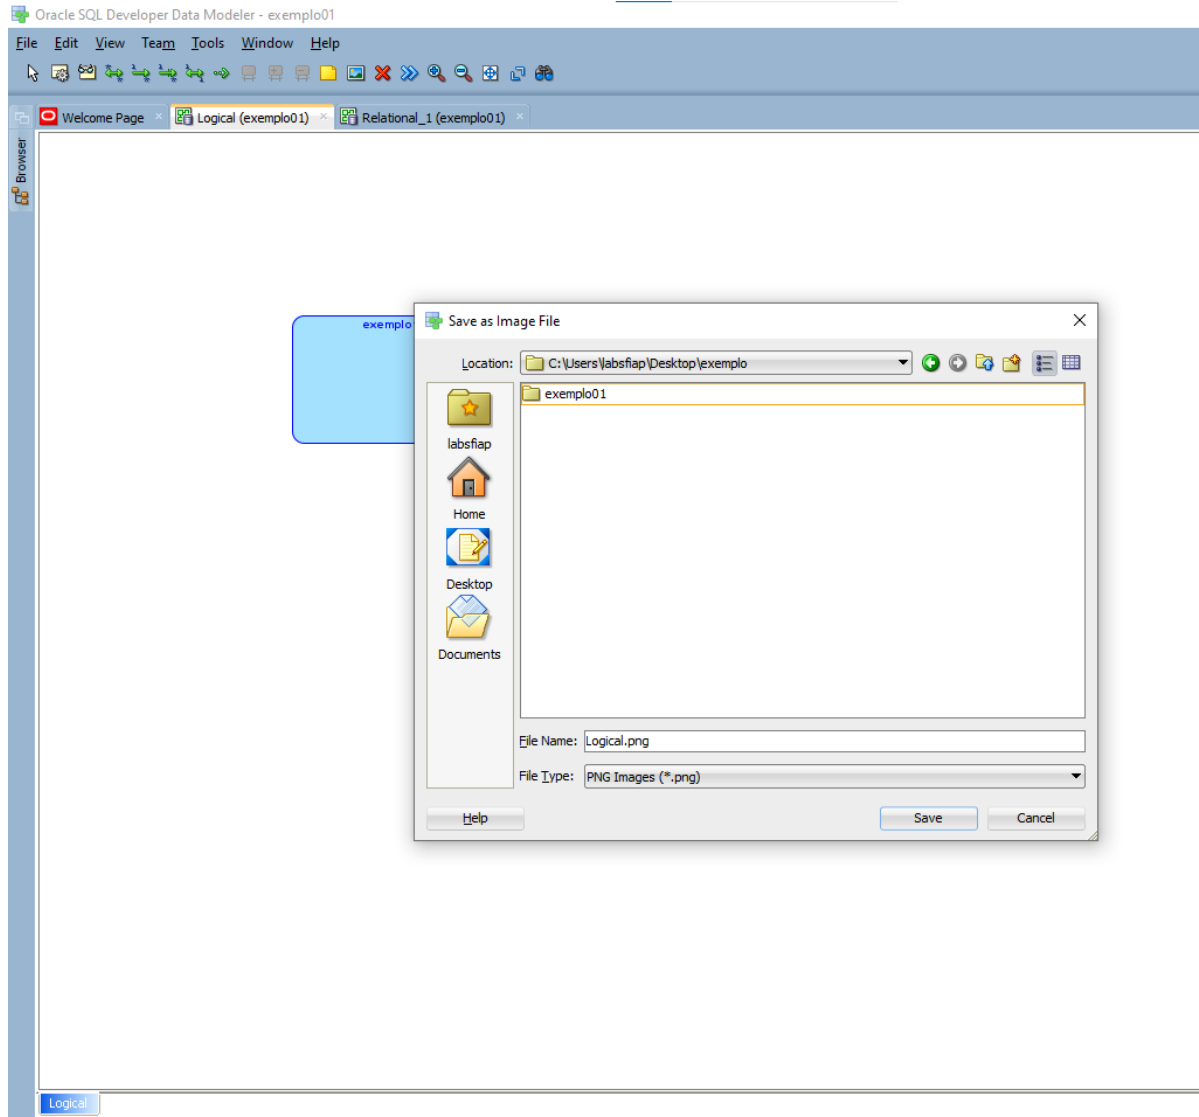 Oracle SQL Developer Data Modeler - exemplo01
File Edit View Team Tools Window Help
Welcome Page Logical (exemplo01) Relational_1 (exemplo01)
Browser
exemplo
Save as Image File
Location: C:\Users\labsfiap\Desktop\exemplo
exemplo01
labsfiap
Home
Desktop
Documents
File Name: Logical.png
File Type: PNG Images (*.png)
Help Save Cancel
Logical